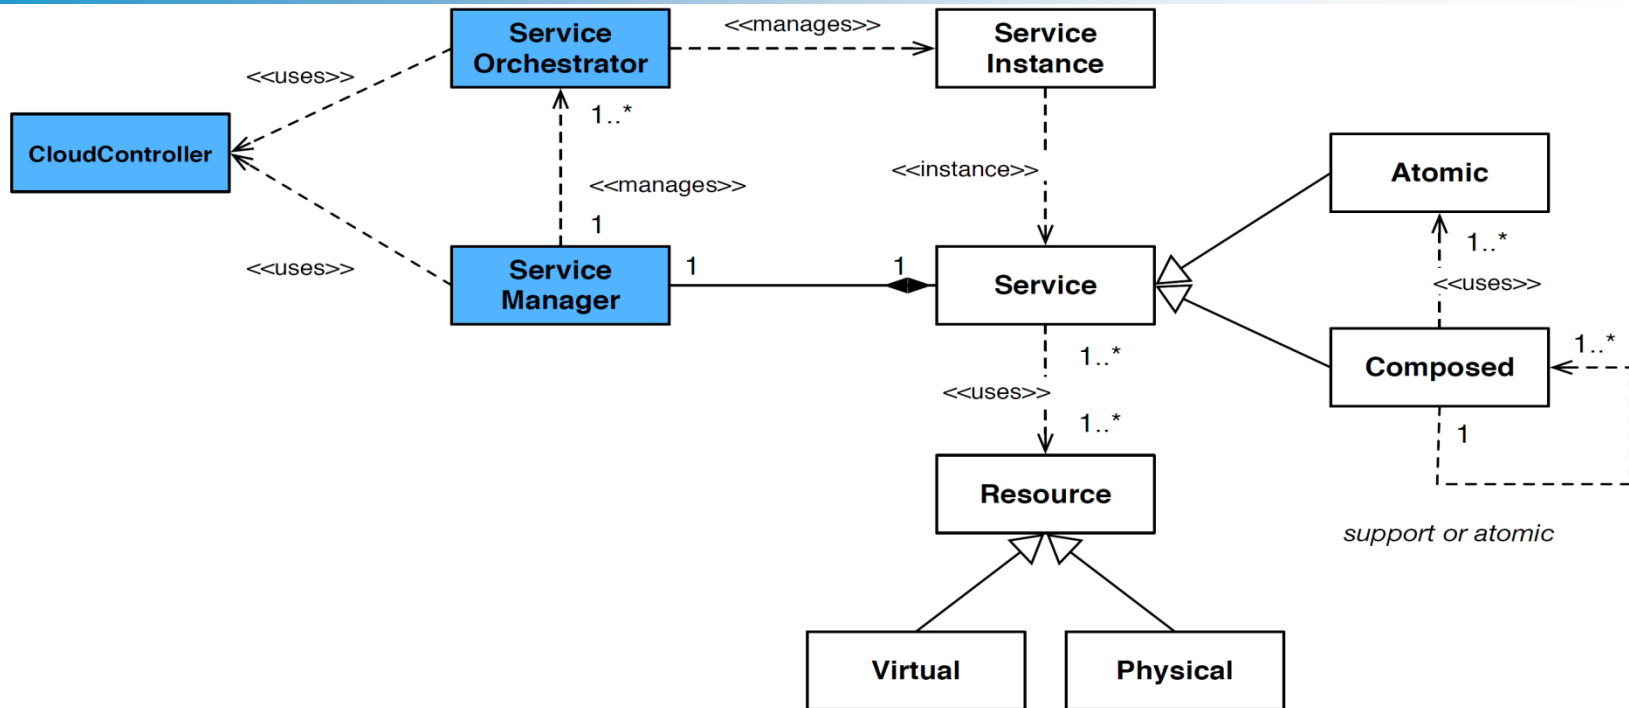 Service
Orchestrator
<<manages>>
Service
Instance
<<uses>>
1..*
CloudController
<<manages>>
1
<<instance>>
Atomic
1..*
<<uses>>
<<uses>>
Service
Manager
1
1
Service
Composed
1..*
1
1..*
<<uses>>
1..*
Resource
support or atomic
Virtual
Physical